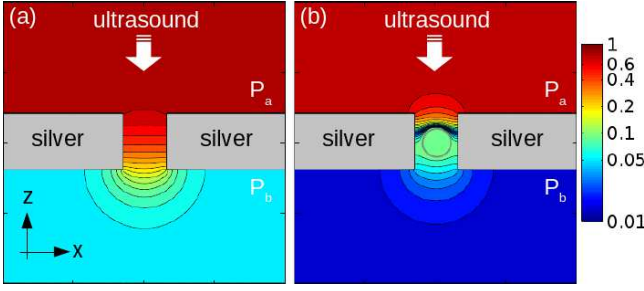 (a)
ultrasound
Pa
silver
silver
Pb
Z
X
(b)
ultrasound
Pa
silver
silver
Pb
1
0.6
0.4
0.2
0.1
0.05
0.01